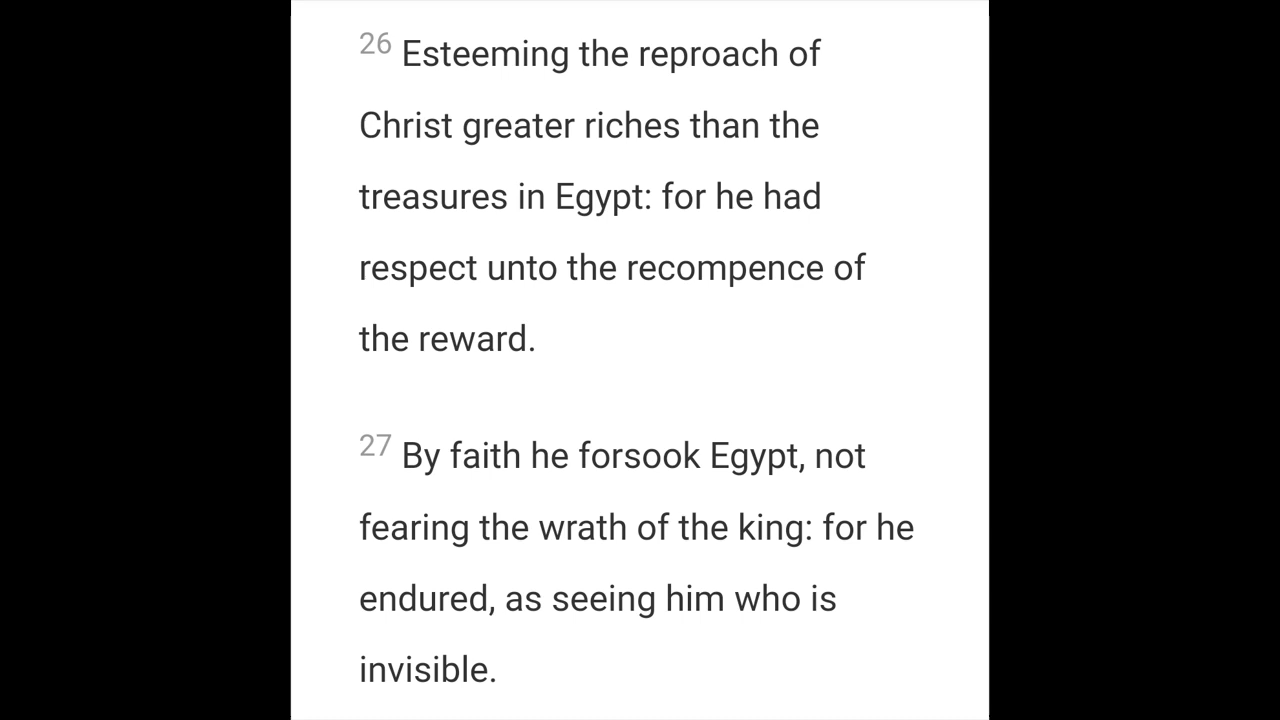 26 Esteeming the reproach of
Christ greater riches than the
treasures in Egypt: for he had
respect unto the recompence of
the reward.
27 By faith he forsook Egypt, not
fearing the wrath of the king: for he
endured, as seeing him who is
invisible.